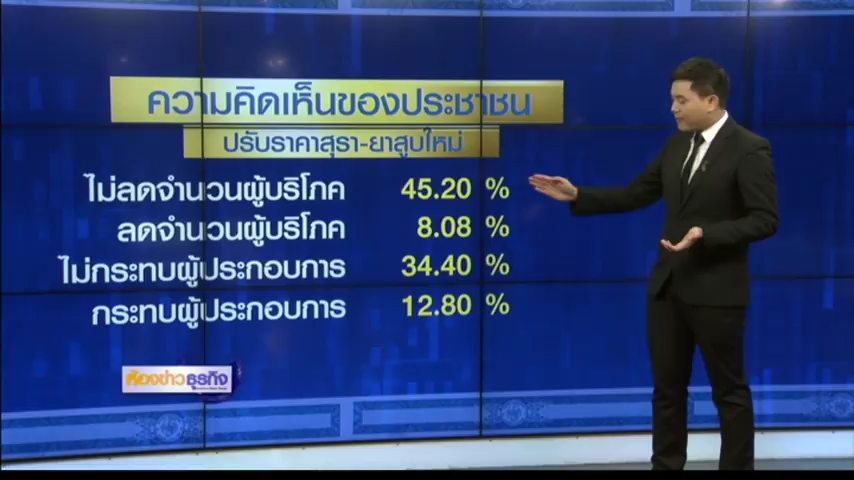 ความคิดเห็นของประชาชน
ปรับราคาสุรา-ยาสูบใหม่
ไม่ลดจำนวนผู้บริโภค 45.20 %
ลดจำนวนผู้บริโภค 8.08 %
ไม่กระทบผู้ประกอบการ 34.40 %
กระทบผู้ประกอบการ 12.80 %
ห้องข่าวธุรกิจ